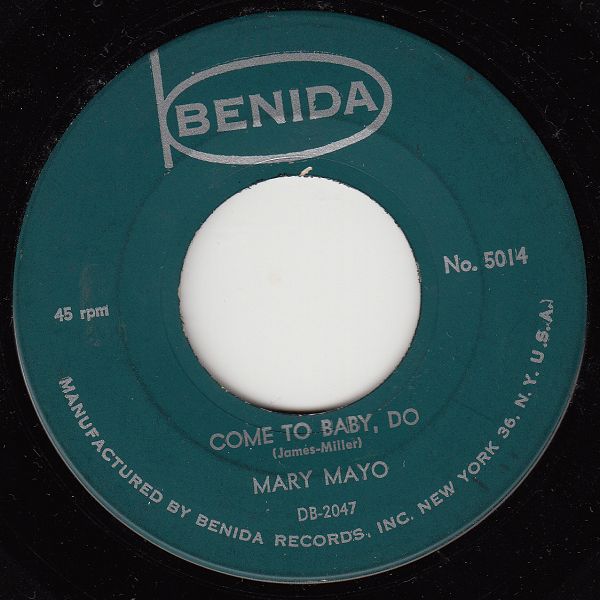 BENIDA
No. 5014
45 rpm
COME TO BABY, DO
(James-Miller)
MARY MAYO
DB-2047
MANUFACTURED BY BENIDA RECORDS, INC. NEW YORK 36, N. Y. U.S.A.